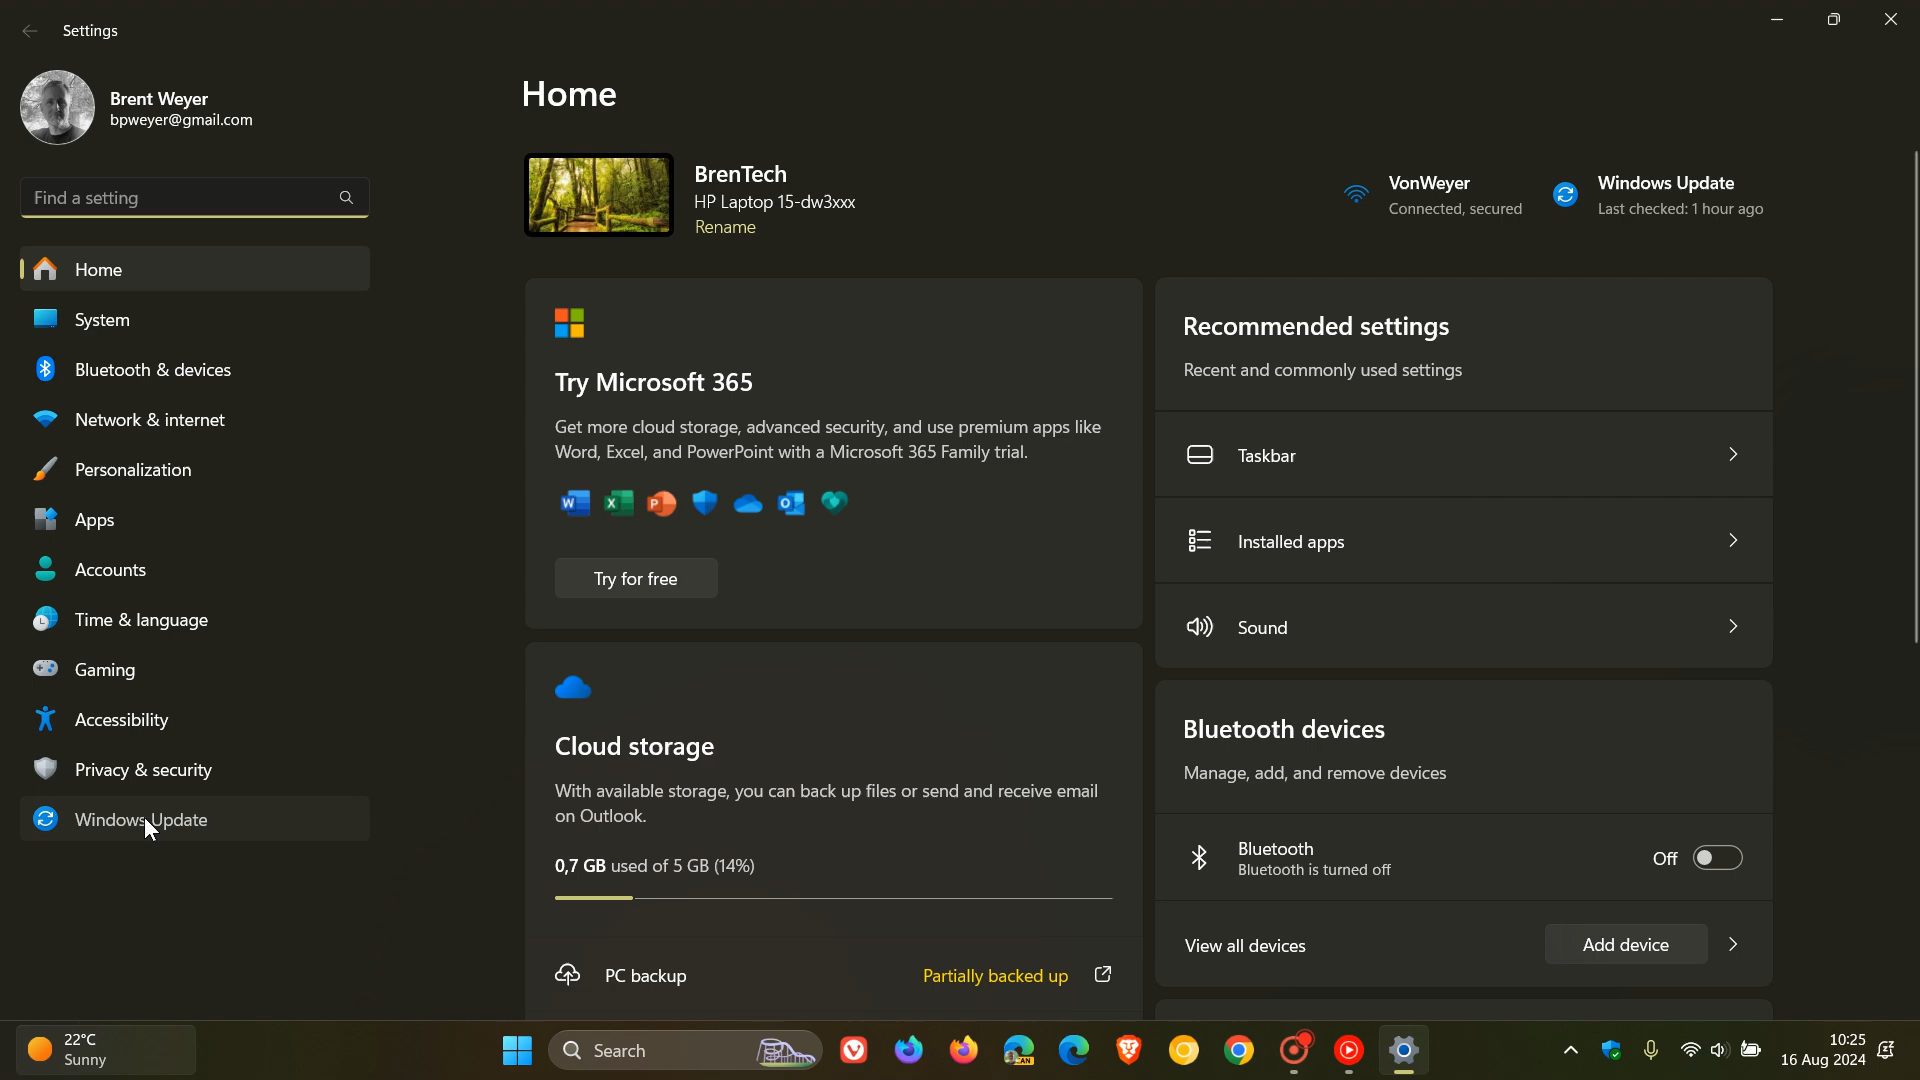 Settings
Brent Weyer
bpweyer@gmail.com
Find a setting
Home
System
Bluetooth & devices
Network & internet
Personalization
Apps
Accounts
Time & language
Gaming
Accessibility
Privacy & security
Windows Update
Home
BrenTech
HP Laptop 15-dw3xxx
Rename
VonWeyer
Connected, secured
Windows Update
Last checked: 1 hour ago
Try Microsoft 365
Get more cloud storage, advanced security, and use premium apps like
Word, Excel, and PowerPoint with a Microsoft 365 Family trial.
Try for free
Cloud storage
With available storage, you can back up files or send and receive email
on Outlook.
0,7 GB used of 5 GB (14%)
PC backup
Partially backed up
Recommended settings
Recent and commonly used settings
Taskbar
Installed apps
Sound
Bluetooth devices
Manage, add, and remove devices
Bluetooth
Bluetooth is turned off
Off
View all devices
Add device
22°C
Sunny
Search
CAN
10:25
16 Aug 2024